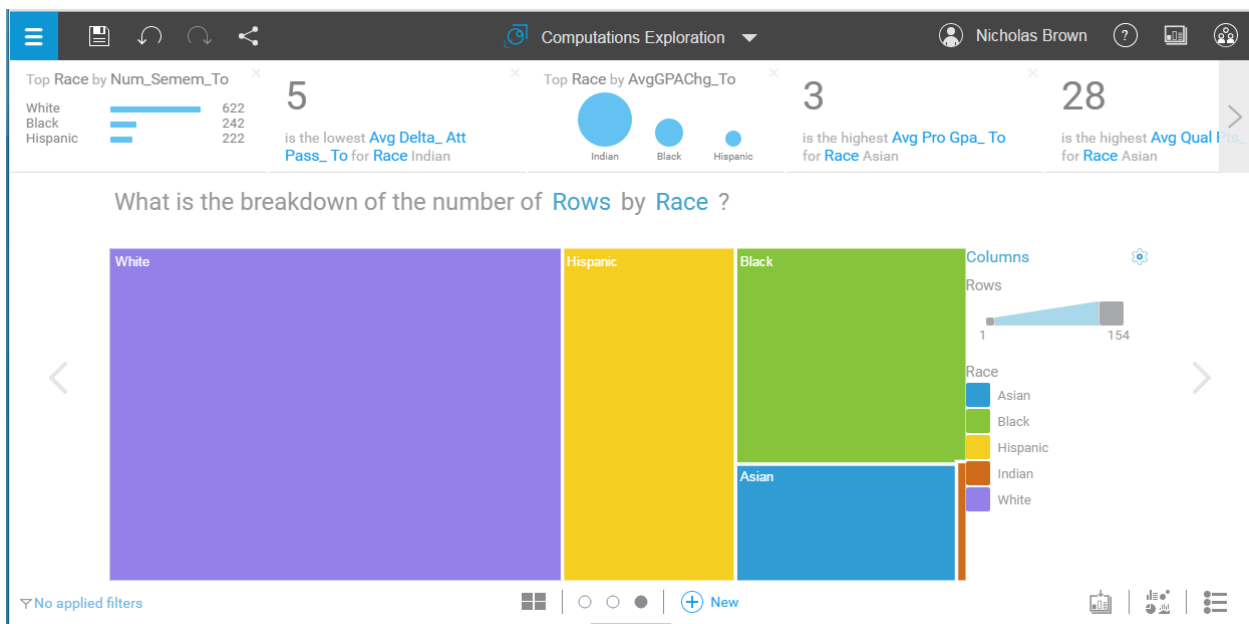 Computations Exploration
Nicholas Brown
?
Top Race by Num_Semem_To
White 622
Black 242
Hispanic 222
5
is the lowest Avg Delta_ Att
Pass_ To for Race Indian
Top Race by AvgGPAChg_To
Indian Black Hispanic
3
is the highest Avg Pro Gpa_ To
for Race Asian
28
is the highest Avg Qual Pts_
for Race Asian
What is the breakdown of the number of Rows by Race ?
White
Hispanic
Black
Asian
Columns
Rows
1 154
Race
Asian
Black
Hispanic
Indian
White
No applied filters
New